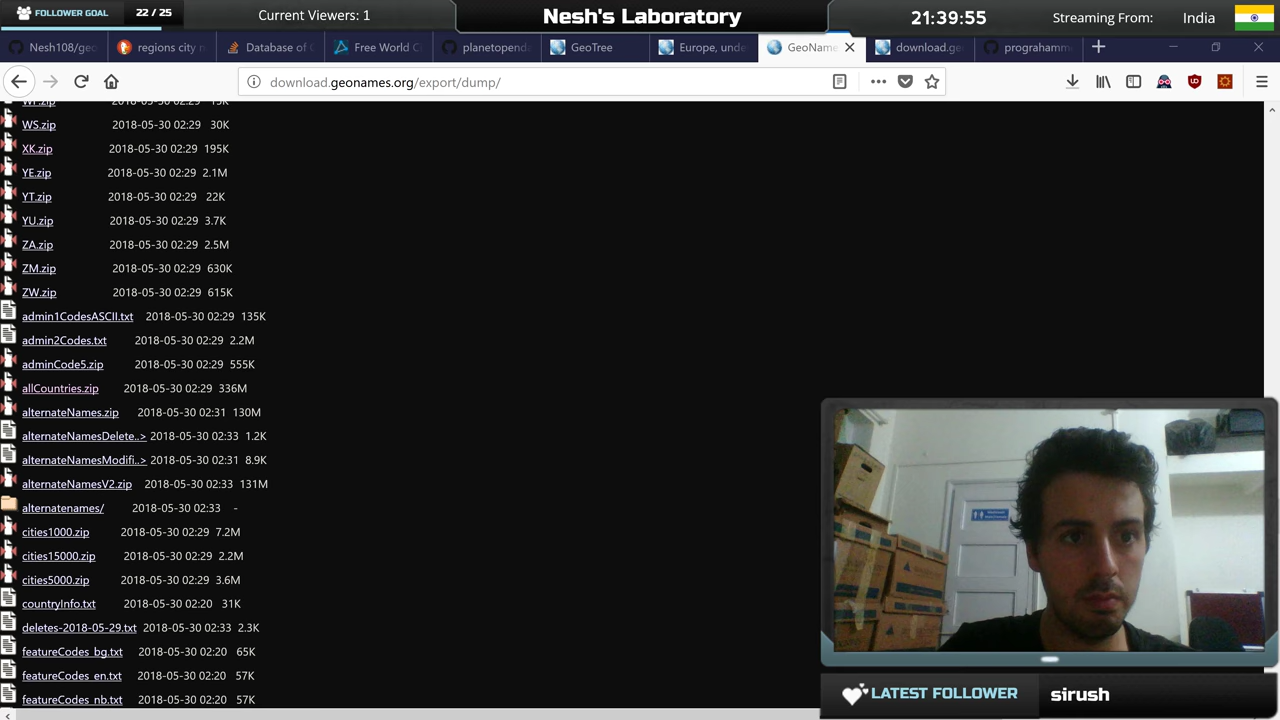 FOLLOWER GOAL 22 / 25 Current Viewers: 1 Nesh's Laboratory 21:39:55 Streaming From: India
Nesh108/geo regions city n Database of C Free World Ci planetopend GeoTree Europe, unde GeoName download.ge prograhamm
download.geonames.org/export/dump/
WF.zip 2018-05-30 02:29 15K
WS.zip 2018-05-30 02:29 30K
XK.zip 2018-05-30 02:29 195K
YE.zip 2018-05-30 02:29 2.1M
YT.zip 2018-05-30 02:29 22K
YU.zip 2018-05-30 02:29 3.7K
ZA.zip 2018-05-30 02:29 2.5M
ZM.zip 2018-05-30 02:29 630K
ZW.zip 2018-05-30 02:29 615K
admin1CodesASCII.txt 2018-05-30 02:29 135K
admin2Codes.txt 2018-05-30 02:29 2.2M
adminCode5.zip 2018-05-30 02:29 555K
allCountries.zip 2018-05-30 02:29 336M
alternateNames.zip 2018-05-30 02:31 130M
alternateNamesDelete..> 2018-05-30 02:33 1.2K
alternateNamesModifi..> 2018-05-30 02:31 8.9K
alternateNamesV2.zip 2018-05-30 02:33 131M
alternatenames/ 2018-05-30 02:33 -
cities1000.zip 2018-05-30 02:29 7.2M
cities15000.zip 2018-05-30 02:29 2.2M
cities5000.zip 2018-05-30 02:29 3.6M
countryInfo.txt 2018-05-30 02:20 31K
deletes-2018-05-29.txt 2018-05-30 02:33 2.3K
featureCodes_bg.txt 2018-05-30 02:20 65K
featureCodes_en.txt 2018-05-30 02:20 57K
featureCodes_nb.txt 2018-05-30 02:20 57K
LATEST FOLLOWER sirush